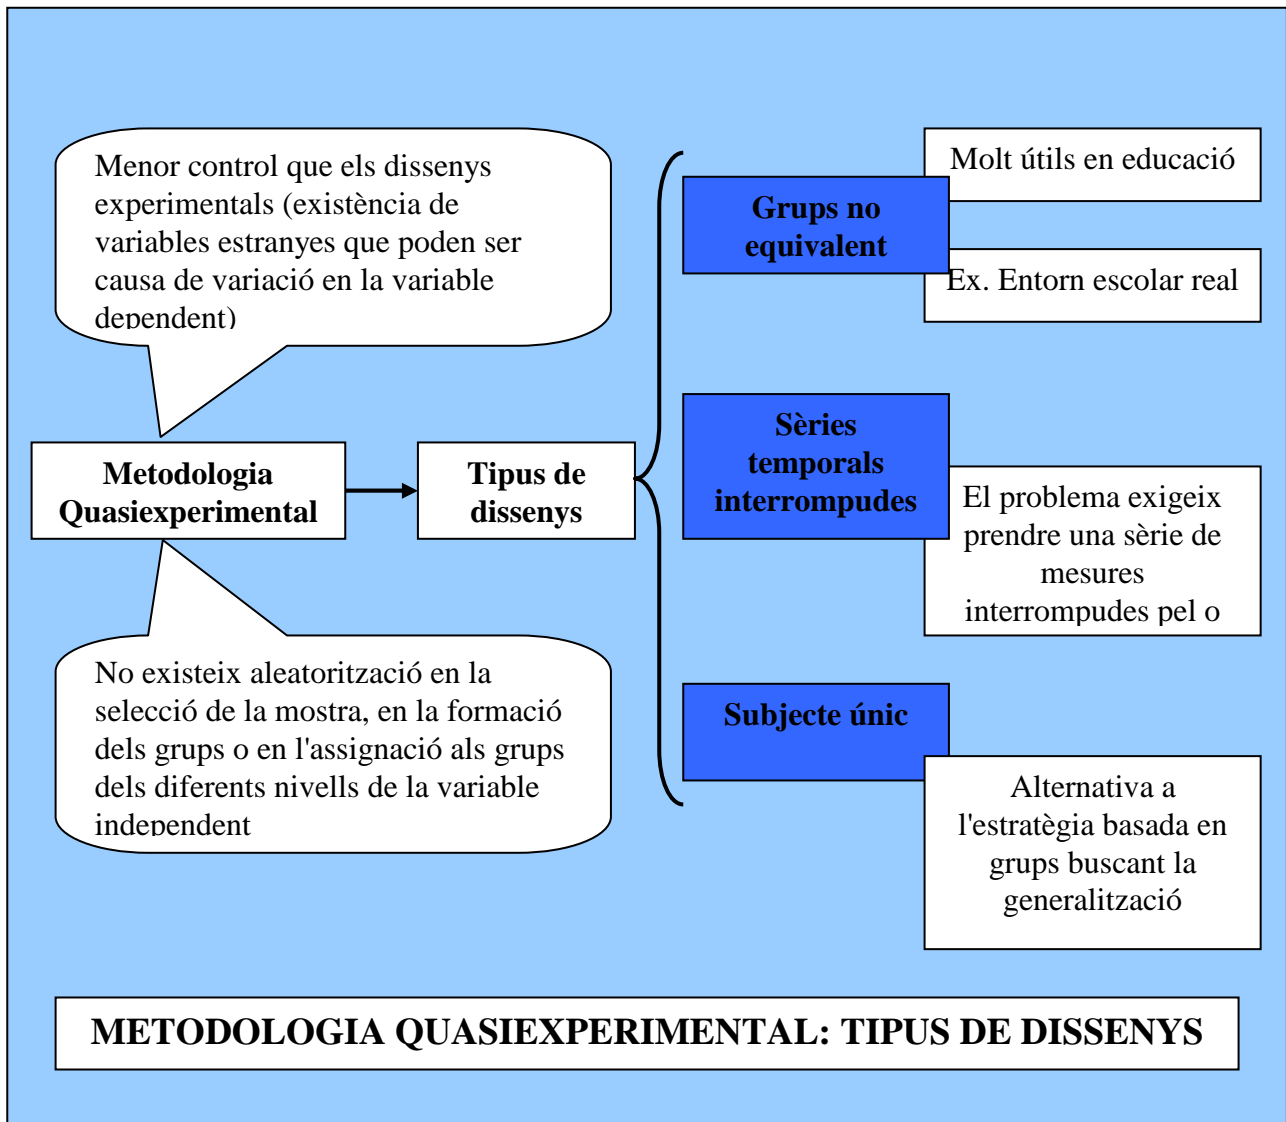 Menor control que els dissenys
experimentals (existència de
variables estranyes que poden ser
causa de variació en la variable
dependent)
Metodologia
Quasiexperimental
No existeix aleatorització en la
selecció de la mostra, en la formació
dels grups o en l'assignació als grups
dels diferents nivells de la variable
independent
Tipus de
dissenys
Grups no
equivalent
Molt útils en educació
Ex. Entorn escolar real
Sèries
temporals
interrompudes
El problema exigeix
prendre una sèrie de
mesures
interrompudes pel o
Subjecte únic
Alternativa a
l'estratègia basada en
grups buscant la
generalització
METODOLOGIA QUASIEXPERIMENTAL: TIPUS DE DISSENYS